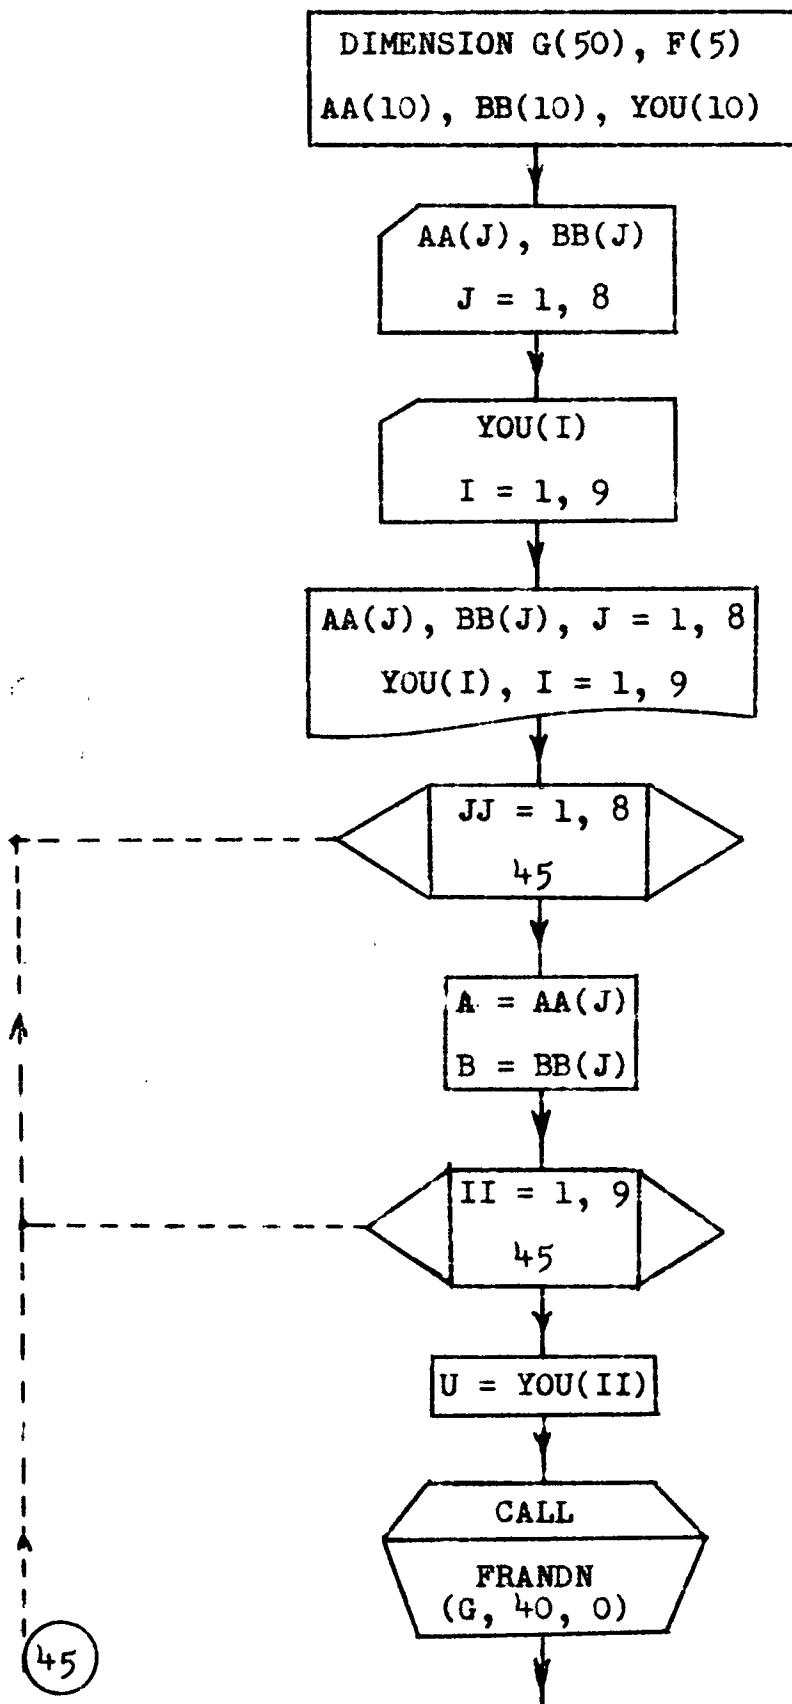 DIMENSION G(50), F(5)
AA(10), BB(10), YOU(10)
AA(J), BB(J)
J = 1, 8
YOU(I)
I = 1, 9
AA(J), BB(J), J = 1, 8
YOU(I), I = 1, 9
JJ = 1, 8
45
A = AA(J)
B = BB(J)
II = 1, 9
45
U = YOU(II)
CALL
FRANDN
(G, 40, 0)
45